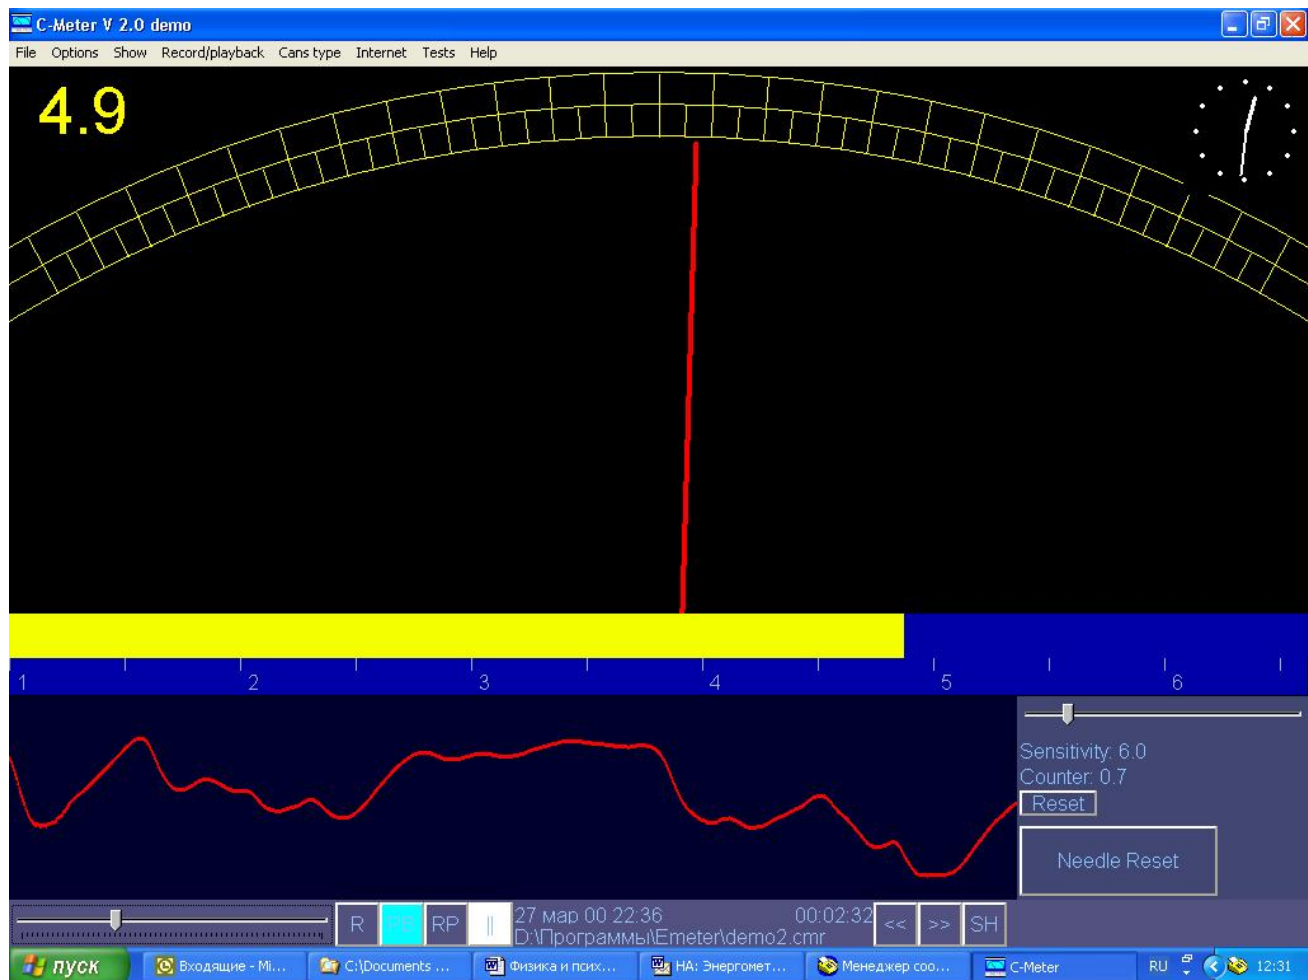 C-Meter V 2.0 demo
File Options Show Record/playback Cans type Internet Tests Help
4.9
1 2 3 4 5 6
Sensitivity: 6.0
Counter: 0.7
Reset
Needle Reset
R PB RP || 27 мар 00 22:36 00:02:32 << >> SH
D:\Программы\Emeter\demo2.cmr
пуск Входящие - Mi... C:\Documents ... Физика и псих... НА: Энергомет... Менеджер соо... C-Meter RU 12:31